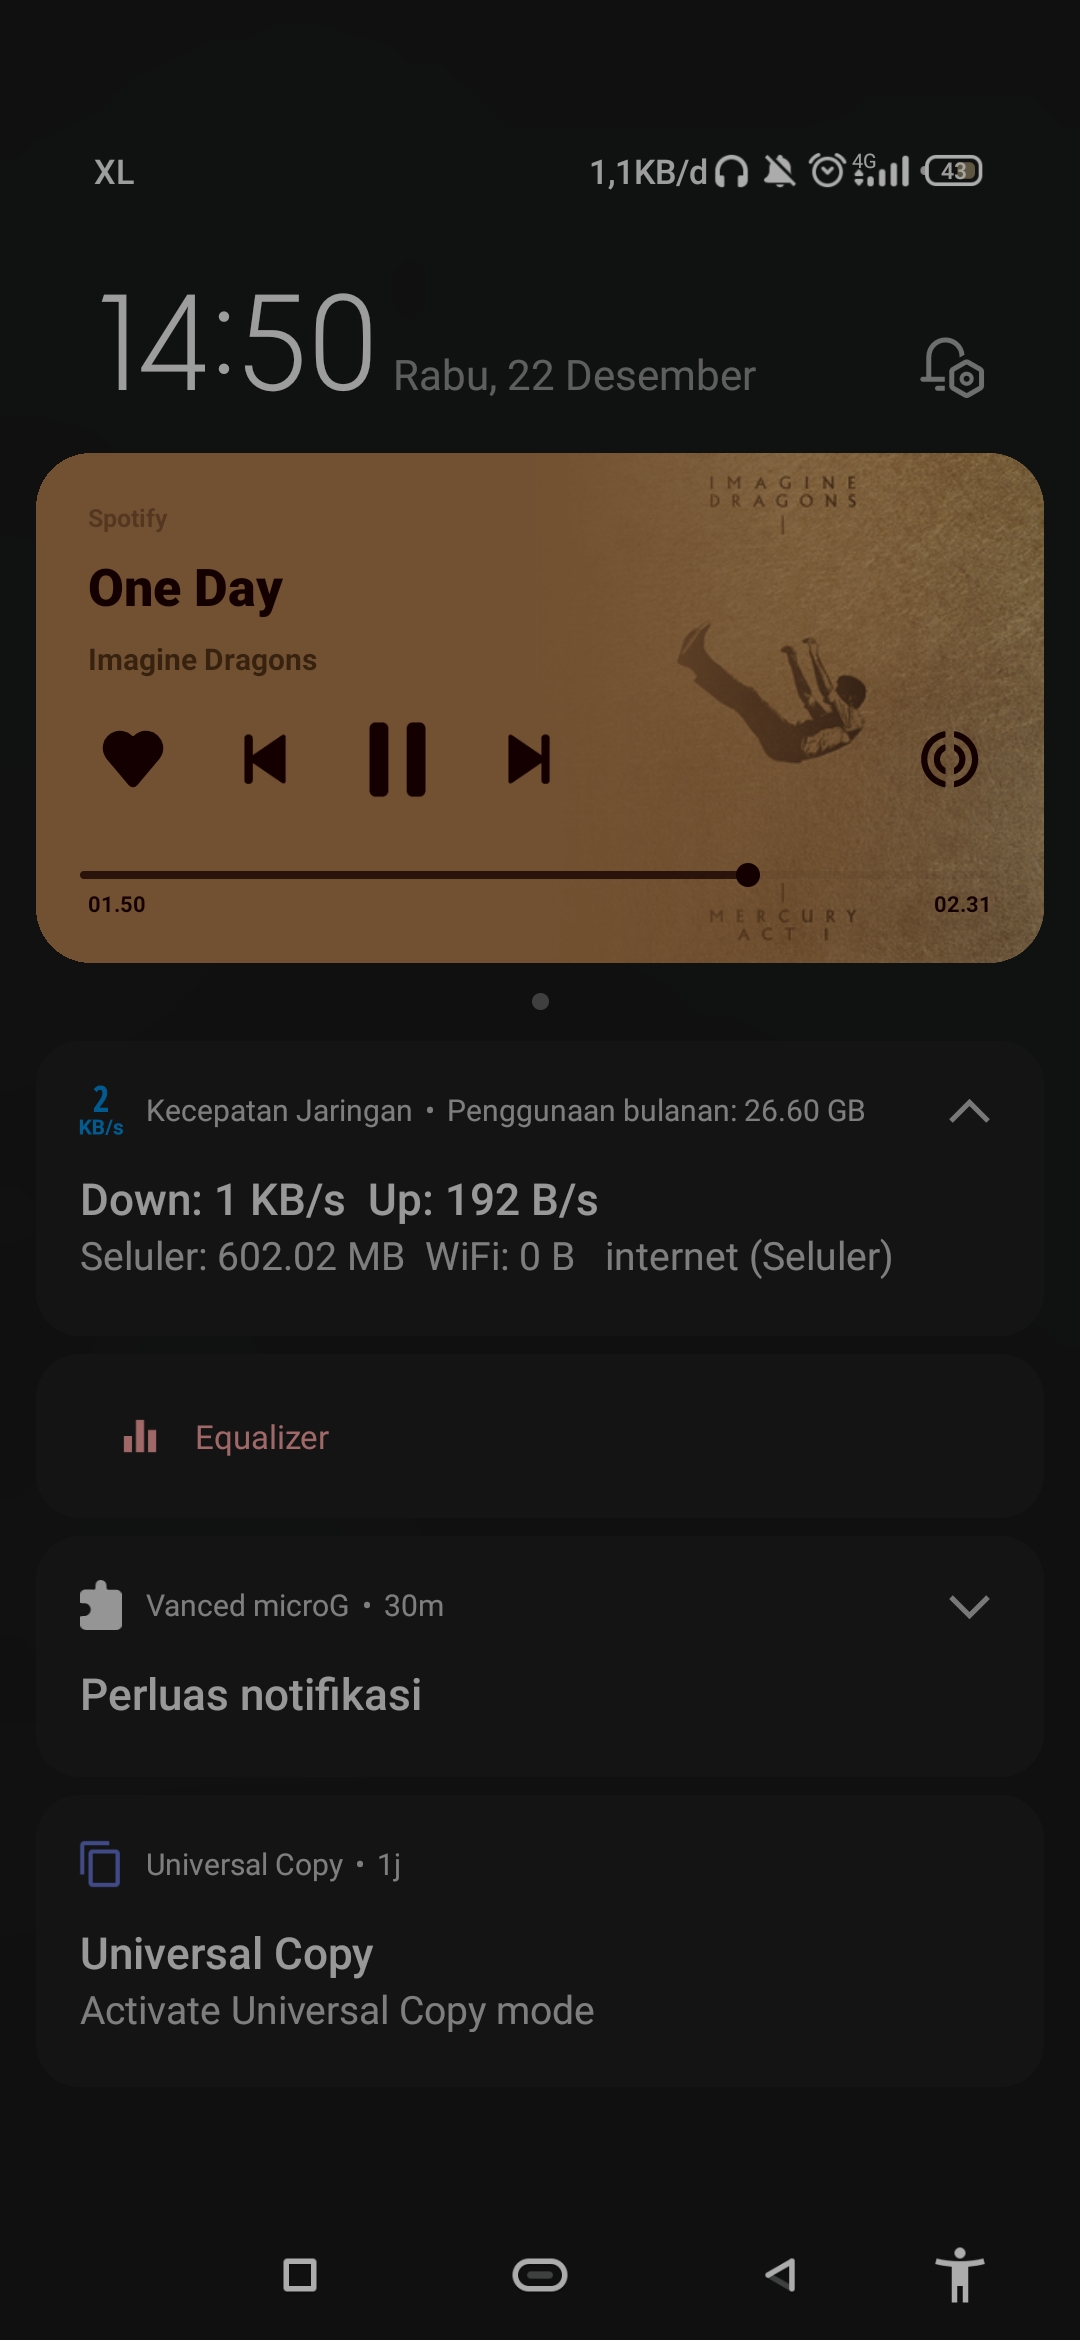 XL 1,1KB/d 4G 43
14:50 Rabu, 22 Desember
IMAGINE
DRAGONS
Spotify
One Day
Imagine Dragons
01.50 02.31
MERCURY
ACT I
2
KB/s
Kecepatan Jaringan • Penggunaan bulanan: 26.60 GB
Down: 1 KB/s Up: 192 B/s
Seluler: 602.02 MB WiFi: 0 B internet (Seluler)
Equalizer
Vanced microG • 30m
Perluas notifikasi
Universal Copy • 1j
Universal Copy
Activate Universal Copy mode